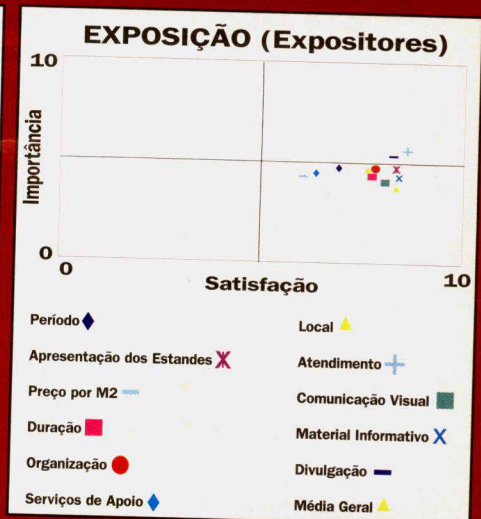 EXPOSIÇÃO (Expositores)
10
Importância
0
0
10
Satisfação
Período
Apresentação dos Estandes
Preço por M2
Duração
Organização
Serviços de Apoio
Local
Atendimento
Comunicação Visual
Material Informativo
Divulgação
Média Geral